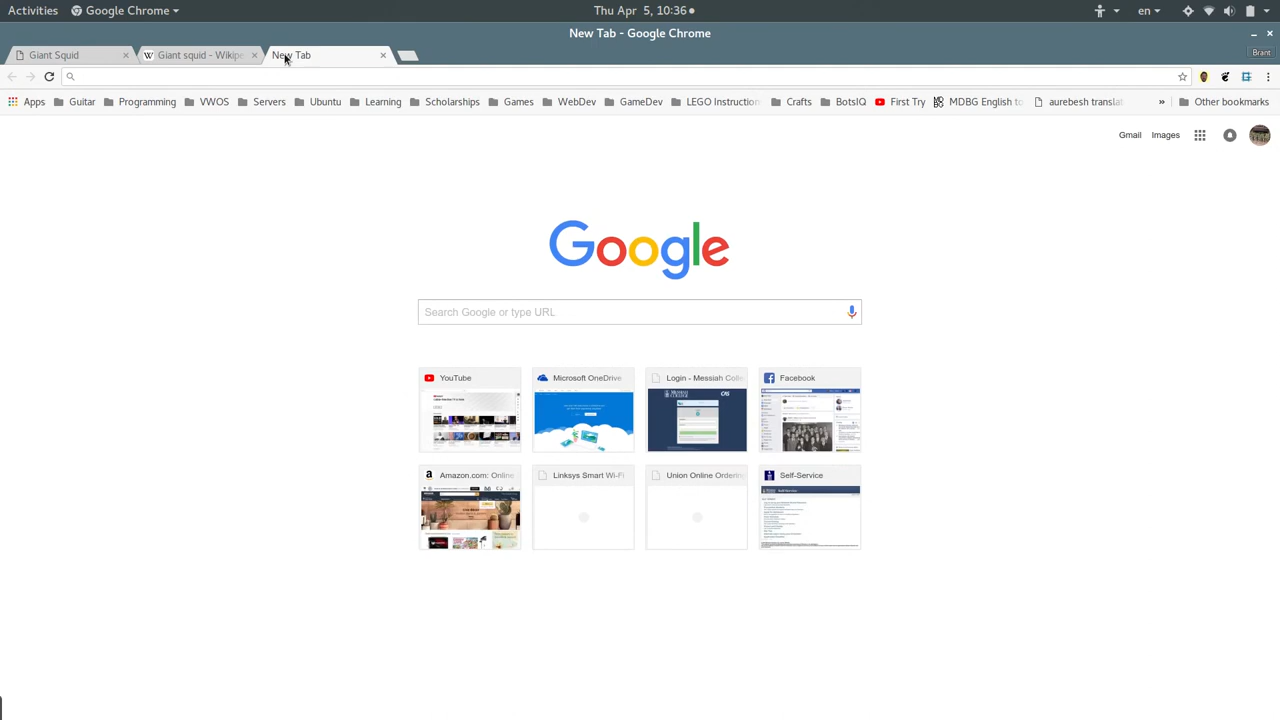 Activities Google Chrome Thu Apr 5, 10:36 en
New Tab - Google Chrome
Giant Squid Giant squid - Wikipe New Tab Brant
Apps Guitar Programming VWOS Servers Ubuntu Learning Scholarships Games WebDev GameDev LEGO Instruction Crafts BotsIQ First Try MDBG English to aurebesh translat » Other bookmarks
Gmail Images
Google
Search Google or type URL
YouTube Microsoft OneDrive Login - Messiah Colle Facebook
Amazon.com: Online Linksys Smart Wi-Fi Union Online Ordering Self-Service